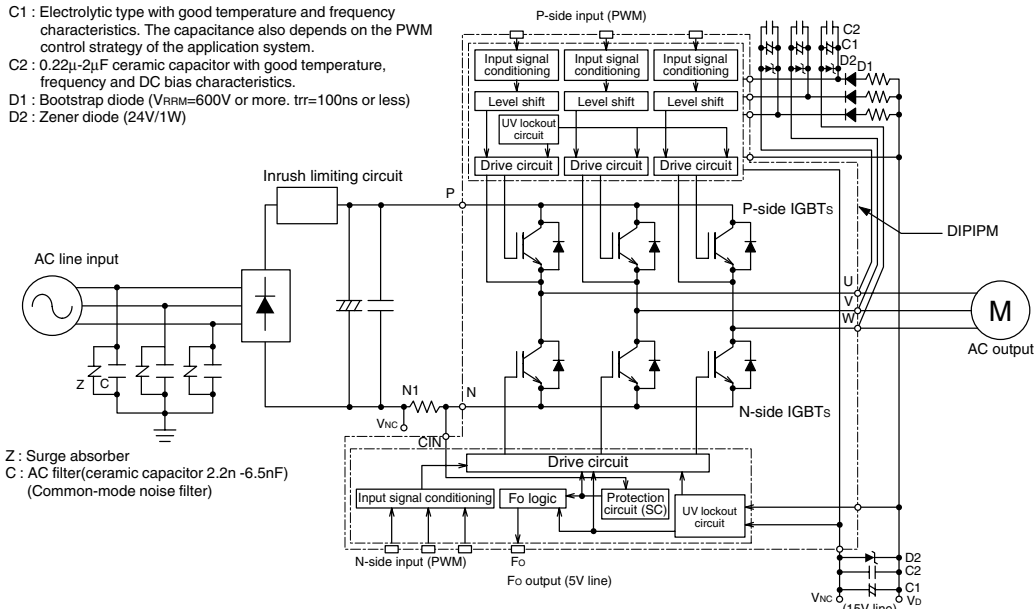 C1 : Electrolytic type with good temperature and frequency
characteristics. The capacitance also depends on the PWM
control strategy of the application system.
C2 : 0.22μ-2μF ceramic capacitor with good temperature,
frequency and DC bias characteristics.
D1 : Bootstrap diode (VRRM=600V or more. trr=100ns or less)
D2 : Zener diode (24V/1W)
P-side input (PWM)
C2
C1
D2
D1
Input signal conditioning
Input signal conditioning
Input signal conditioning
Level shift
Level shift
Level shift
UV lockout circuit
Drive circuit
Drive circuit
Drive circuit
Inrush limiting circuit
P
P-side IGBTs
DIPIPM
AC line input
U
V
W
M
AC output
Z
C
N1
N
VNC
CIN
N-side IGBTs
Z : Surge absorber
C : AC filter(ceramic capacitor 2.2n -6.5nF)
(Common-mode noise filter)
Drive circuit
Input signal conditioning
Fo logic
Protection circuit (SC)
UV lockout circuit
N-side input (PWM)
FO
FO output (5V line)
D2
C2
C1
VNC
(15V line)
VD